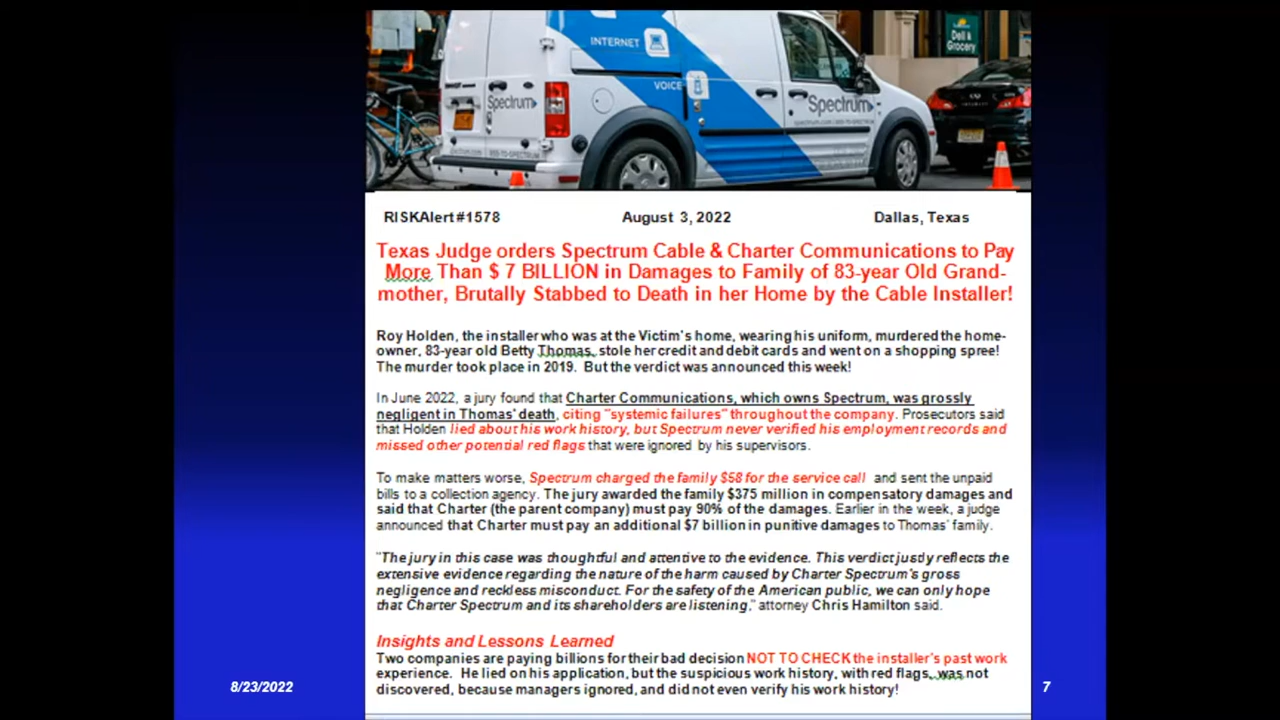 INTERNET
VOICE
Spectrum
Spectrum
Deli &
Grocery
RISKAlert#1578 August 3, 2022 Dallas, Texas
Texas Judge orders Spectrum Cable & Charter Communications to Pay
More Than $ 7 BILLION in Damages to Family of 83-year Old Grand-
mother, Brutally Stabbed to Death in her Home by the Cable Installer!
Roy Holden, the installer who was at the Victim's home, wearing his uniform, murdered the home-
owner, 83-year old Betty Thomas, stole her credit and debit cards and went on a shopping spree!
The murder took place in 2019. But the verdict was announced this week!
In June 2022, a jury found that Charter Communications, which owns Spectrum, was grossly
negligent in Thomas' death, citing "systemic failures" throughout the company. Prosecutors said
that Holden lied about his work history, but Spectrum never verified his employment records and
missed other potential red flags that were ignored by his supervisors.
To make matters worse, Spectrum charged the family $58 for the service call and sent the unpaid
bills to a collection agency. The jury awarded the family $375 million in compensatory damages and
said that Charter (the parent company) must pay 90% of the damages. Earlier in the week, a judge
announced that Charter must pay an additional $7 billion in punitive damages to Thomas' family.
"The jury in this case was thoughtful and attentive to the evidence. This verdict justly reflects the
extensive evidence regarding the nature of the harm caused by Charter Spectrum's gross
negligence and reckless misconduct. For the safety of the American public, we can only hope
that Charter Spectrum and its shareholders are listening," attorney Chris Hamilton said.
Insights and Lessons Learned
Two companies are paying billions for their bad decision NOT TO CHECK the installer's past work
experience. He lied on his application, but the suspicious work history, with red flags, was not
discovered, because managers ignored, and did not even verify his work history!
8/23/2022
7